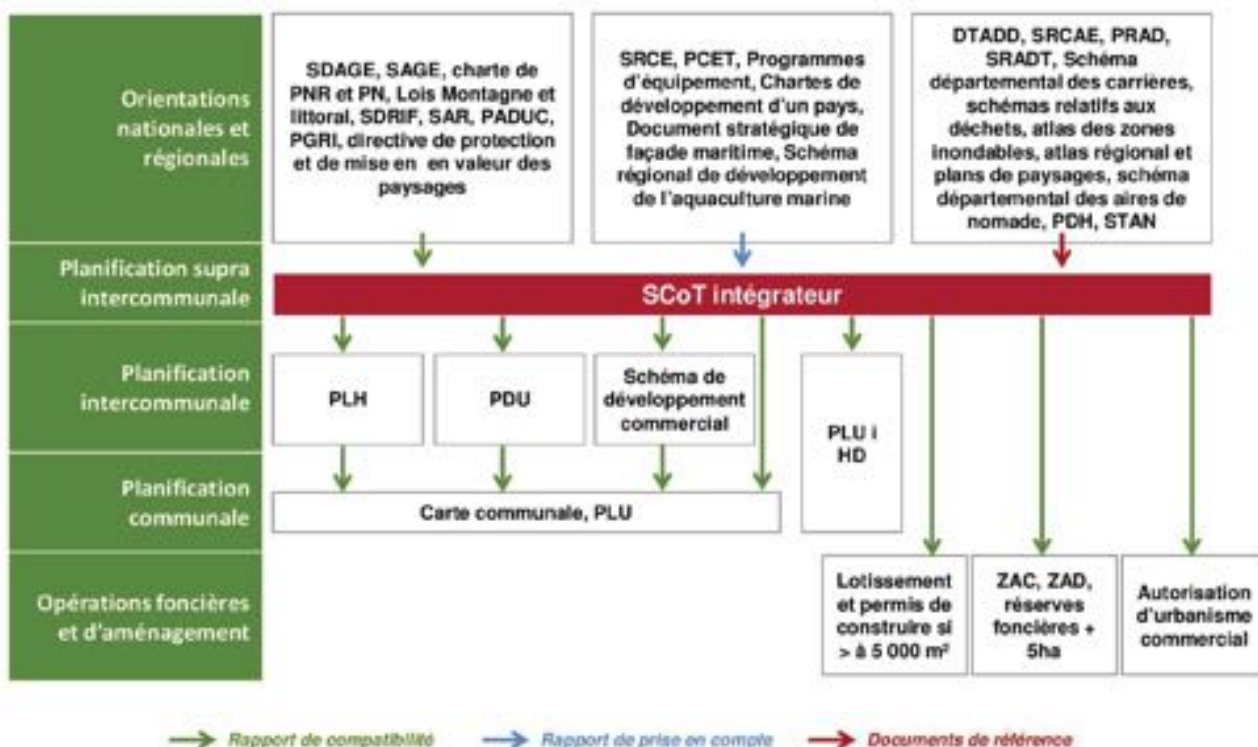 Orientations
nationales et
régionales
SDAGE, SAGE, charte de
PNR et PN, Lois Montagne et
littoral, SDRIF, SAR, PADUC,
PGRI, directive de protection
et de mise en en valeur des
paysages
SRCE, PCET, Programmes
d'équipement, Chartes de
développement d'un pays,
Document stratégique de
façade maritime, Schéma
régional de développement
de l'aquaculture marine
DTADD, SRCAE, PRAD,
SRADT, Schéma
départemental des carrières,
schémas relatifs aux
déchets, atlas des zones
inondables, atlas régional et
plans de paysages, schéma
départemental des aires de
nomade, PDH, STAN
Planification supra
intercommunale
SCoT intégrateur
Planification
intercommunale
PLH
PDU
Schéma de
développement
commercial
PLU i
HD
Planification
communale
Carte communale, PLU
Opérations foncières
et d'aménagement
Lotissement
et permis de
construire si
> à 5 000 m²
ZAC, ZAD,
réserves
foncières +
5ha
Autorisation
d'urbanisme
commercial
Rapport de compatibilité
Rapport de prise en compte
Documents de référence